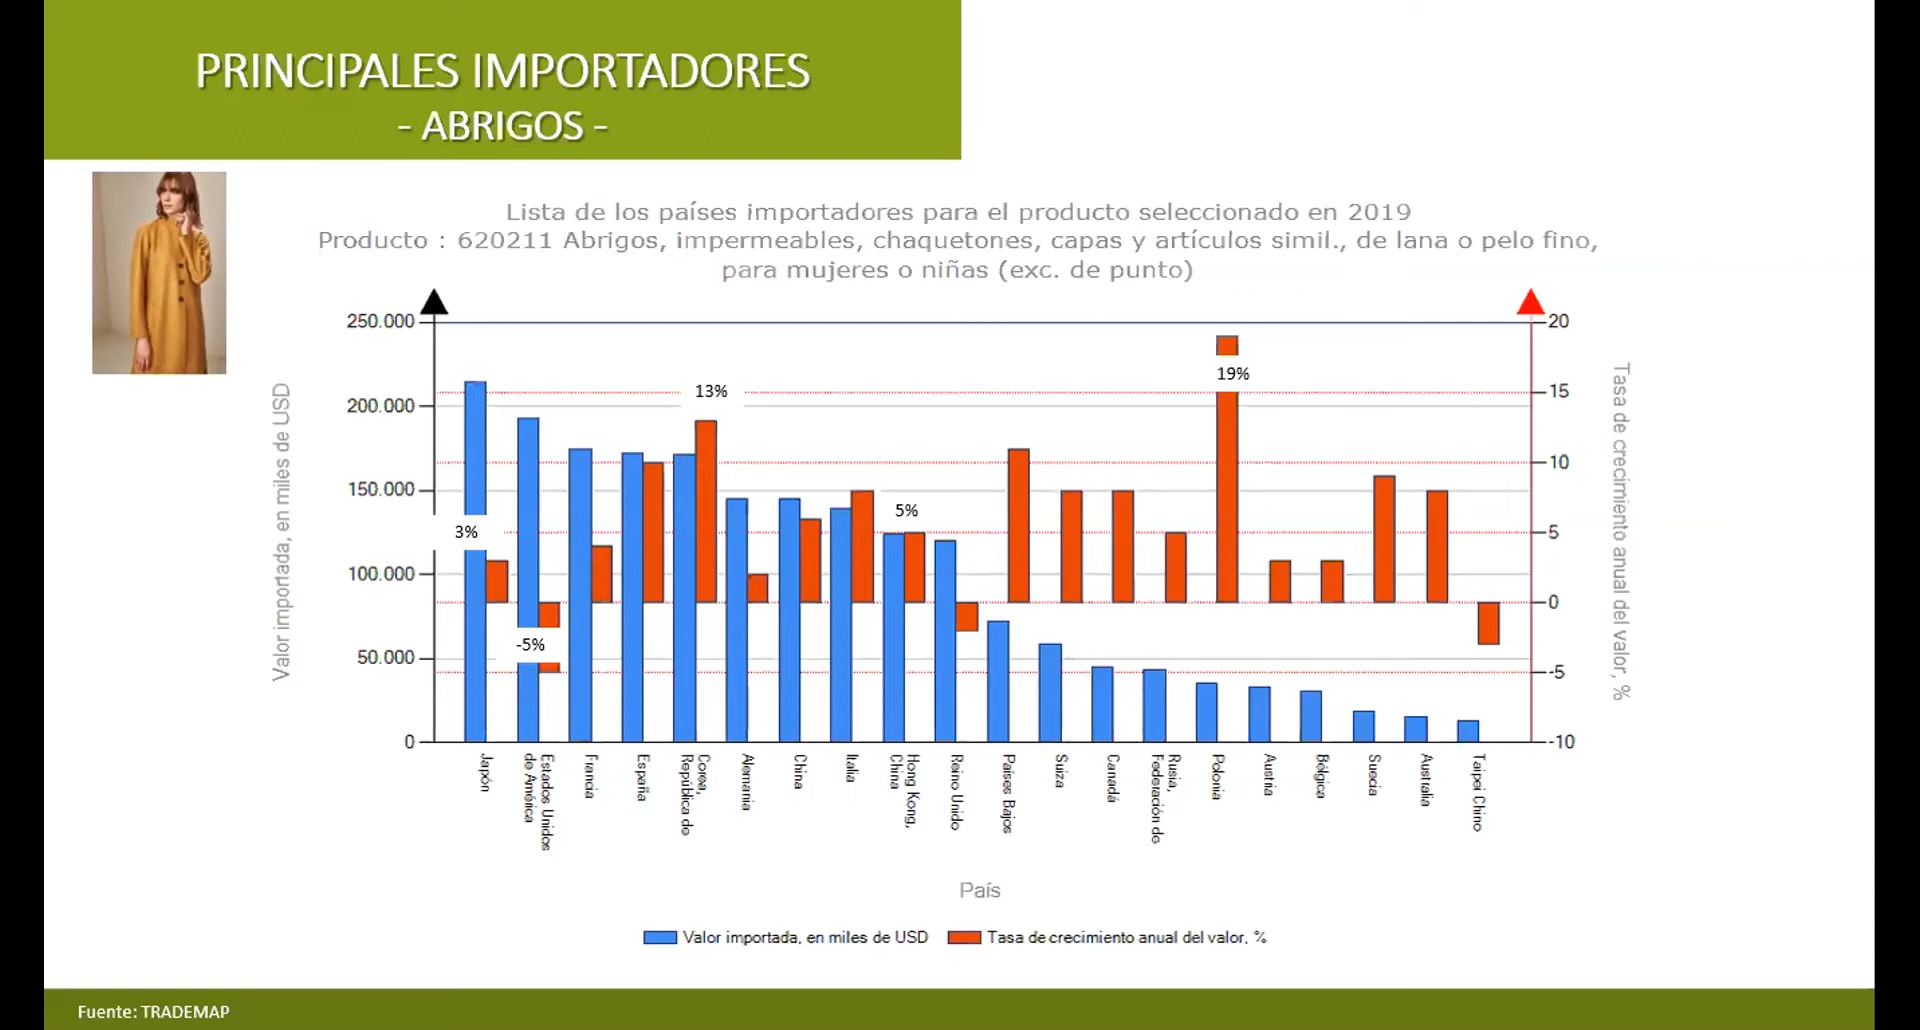 PRINCIPALES IMPORTADORES
- ABRIGOS -
Lista de los países importadores para el producto seleccionado en 2019
Producto : 620211 Abrigos, impermeables, chaquetones, capas y artículos simil., de lana o pelo fino,
para mujeres o niñas (exc. de punto)
Valor importada, en miles de USD
250.000
200.000
150.000
100.000
50.000
0
3%
-5%
13%
5%
19%
20
15
10
5
0
-5
-10
Tasa de crecimiento anual del valor, %
Japón
Estados Unidos
de América
Francia
España
Corea,
República de
Alemania
China
Italia
Hong Kong,
China
Reino Unido
Países Bajos
Suiza
Canadá
Rusia,
Federación de
Polonia
Austria
Bélgica
Suecia
Australia
Taipei Chino
País
Valor importada, en miles de USD
Tasa de crecimiento anual del valor, %
Fuente: TRADEMAP